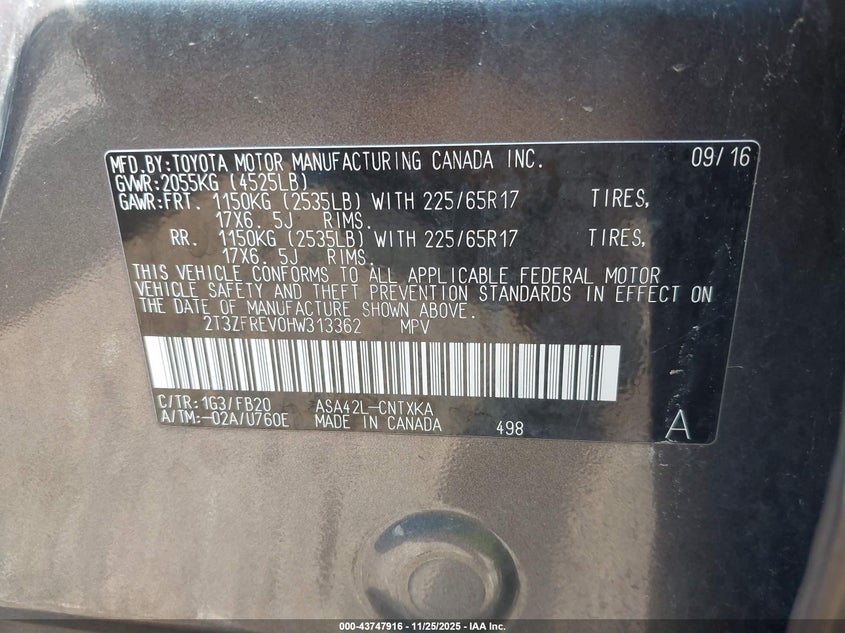 MFD.BY:TOYOTA MOTOR MANUFACTURING CANADA INC. 09/16
GVWR:2055KG (4525LB)
GAWR:FRT. 1150KG (2535LB) WITH 225/65R17 TIRES,
17X6.5J RIMS.
RR. 1150KG (2535LB) WITH 225/65R17 TIRES,
17X6.5J RIMS.
THIS VEHICLE CONFORMS TO ALL APPLICABLE FEDERAL MOTOR
VEHICLE SAFETY AND THEFT PREVENTION STANDARDS IN EFFECT ON
THE DATE OF MANUFACTURE SHOWN ABOVE.
2T3ZFREV0HW313362 MPV
C/TR:1G3/FB20 ASA42L-CNTXKA
A/TM:-02A/U760E MADE IN CANADA 498 A
000-43747916 - 11/25/2025 - IAA Inc.